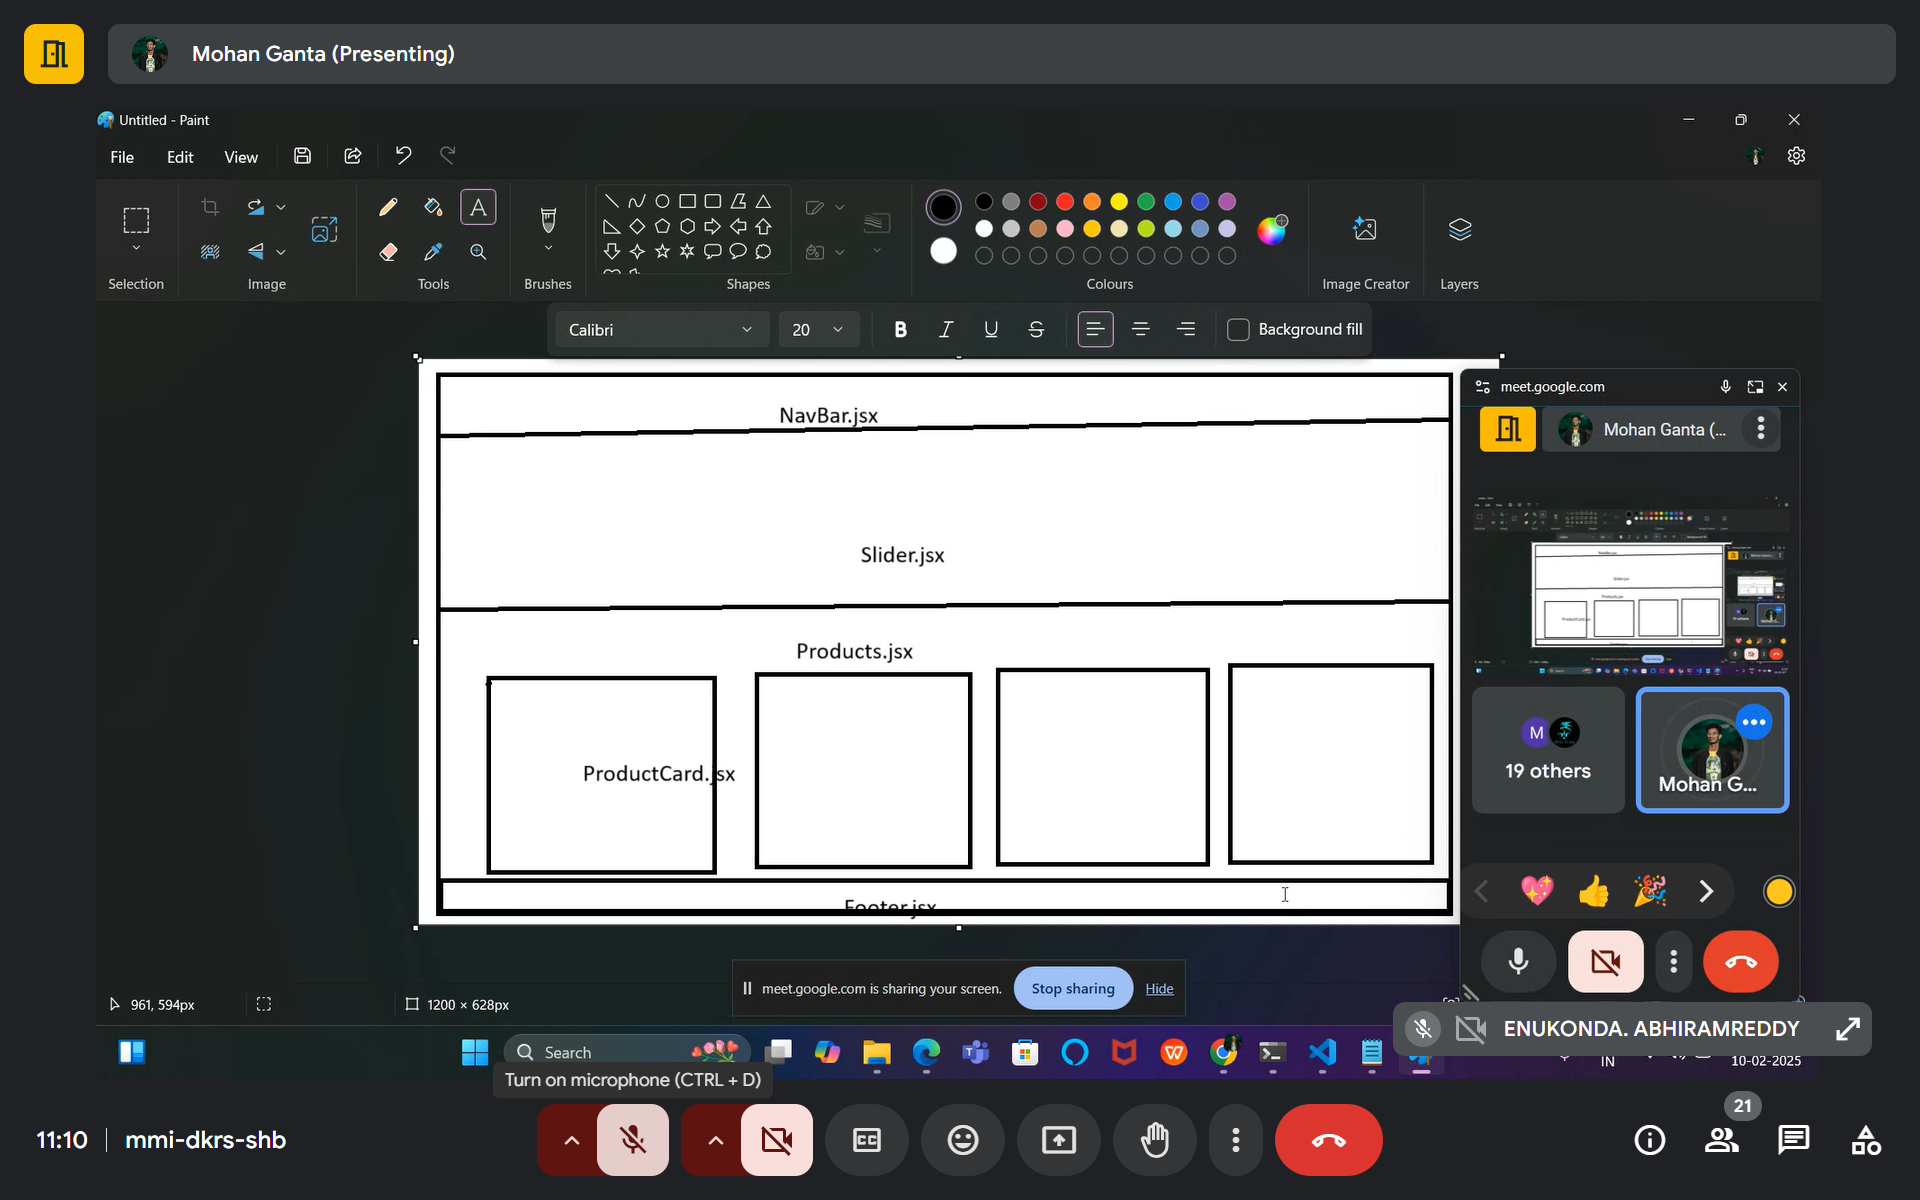 Mohan Ganta (Presenting)
Untitled - Paint
File Edit View
Selection Image Tools Brushes Shapes Colours Image Creator Layers
Calibri 20 B I U S Background fill
NavBar.jsx
Slider.jsx
Products.jsx
ProductCard.jsx
Footer.jsx
meet.google.com
Mohan Ganta (...
M
19 others
Mohan G...
meet.google.com is sharing your screen. Stop sharing Hide
961, 594px 1200 × 628px
ENUKONDA. ABHIRAMREDDY
Search
IN
10-02-2025
Turn on microphone (CTRL + D)
21
11:10 mmi-dkrs-shb